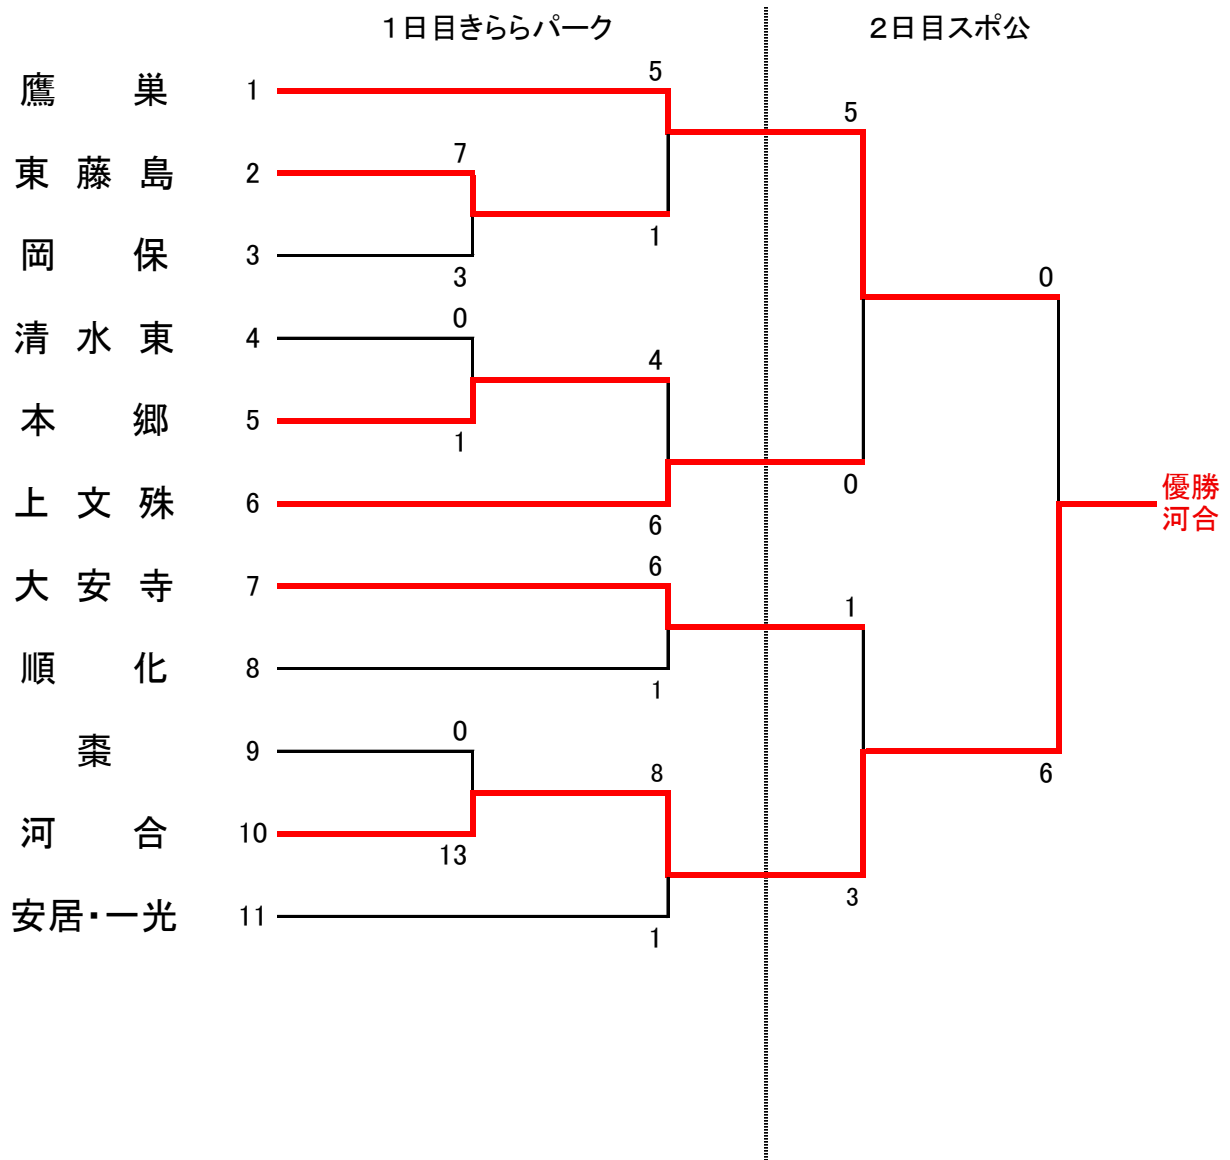 １日目きららパーク
２日目スポ公
鷹巣 1
5
5
東藤島 2
7
岡保 3
3
1
0
清水東 4
0
4
本郷 5
1
上文殊 6
6
0
優勝
河合
大安寺 7
6
1
順化 8
1
棗 9
0
8
6
河合 10
13
3
安居・一光 11
1